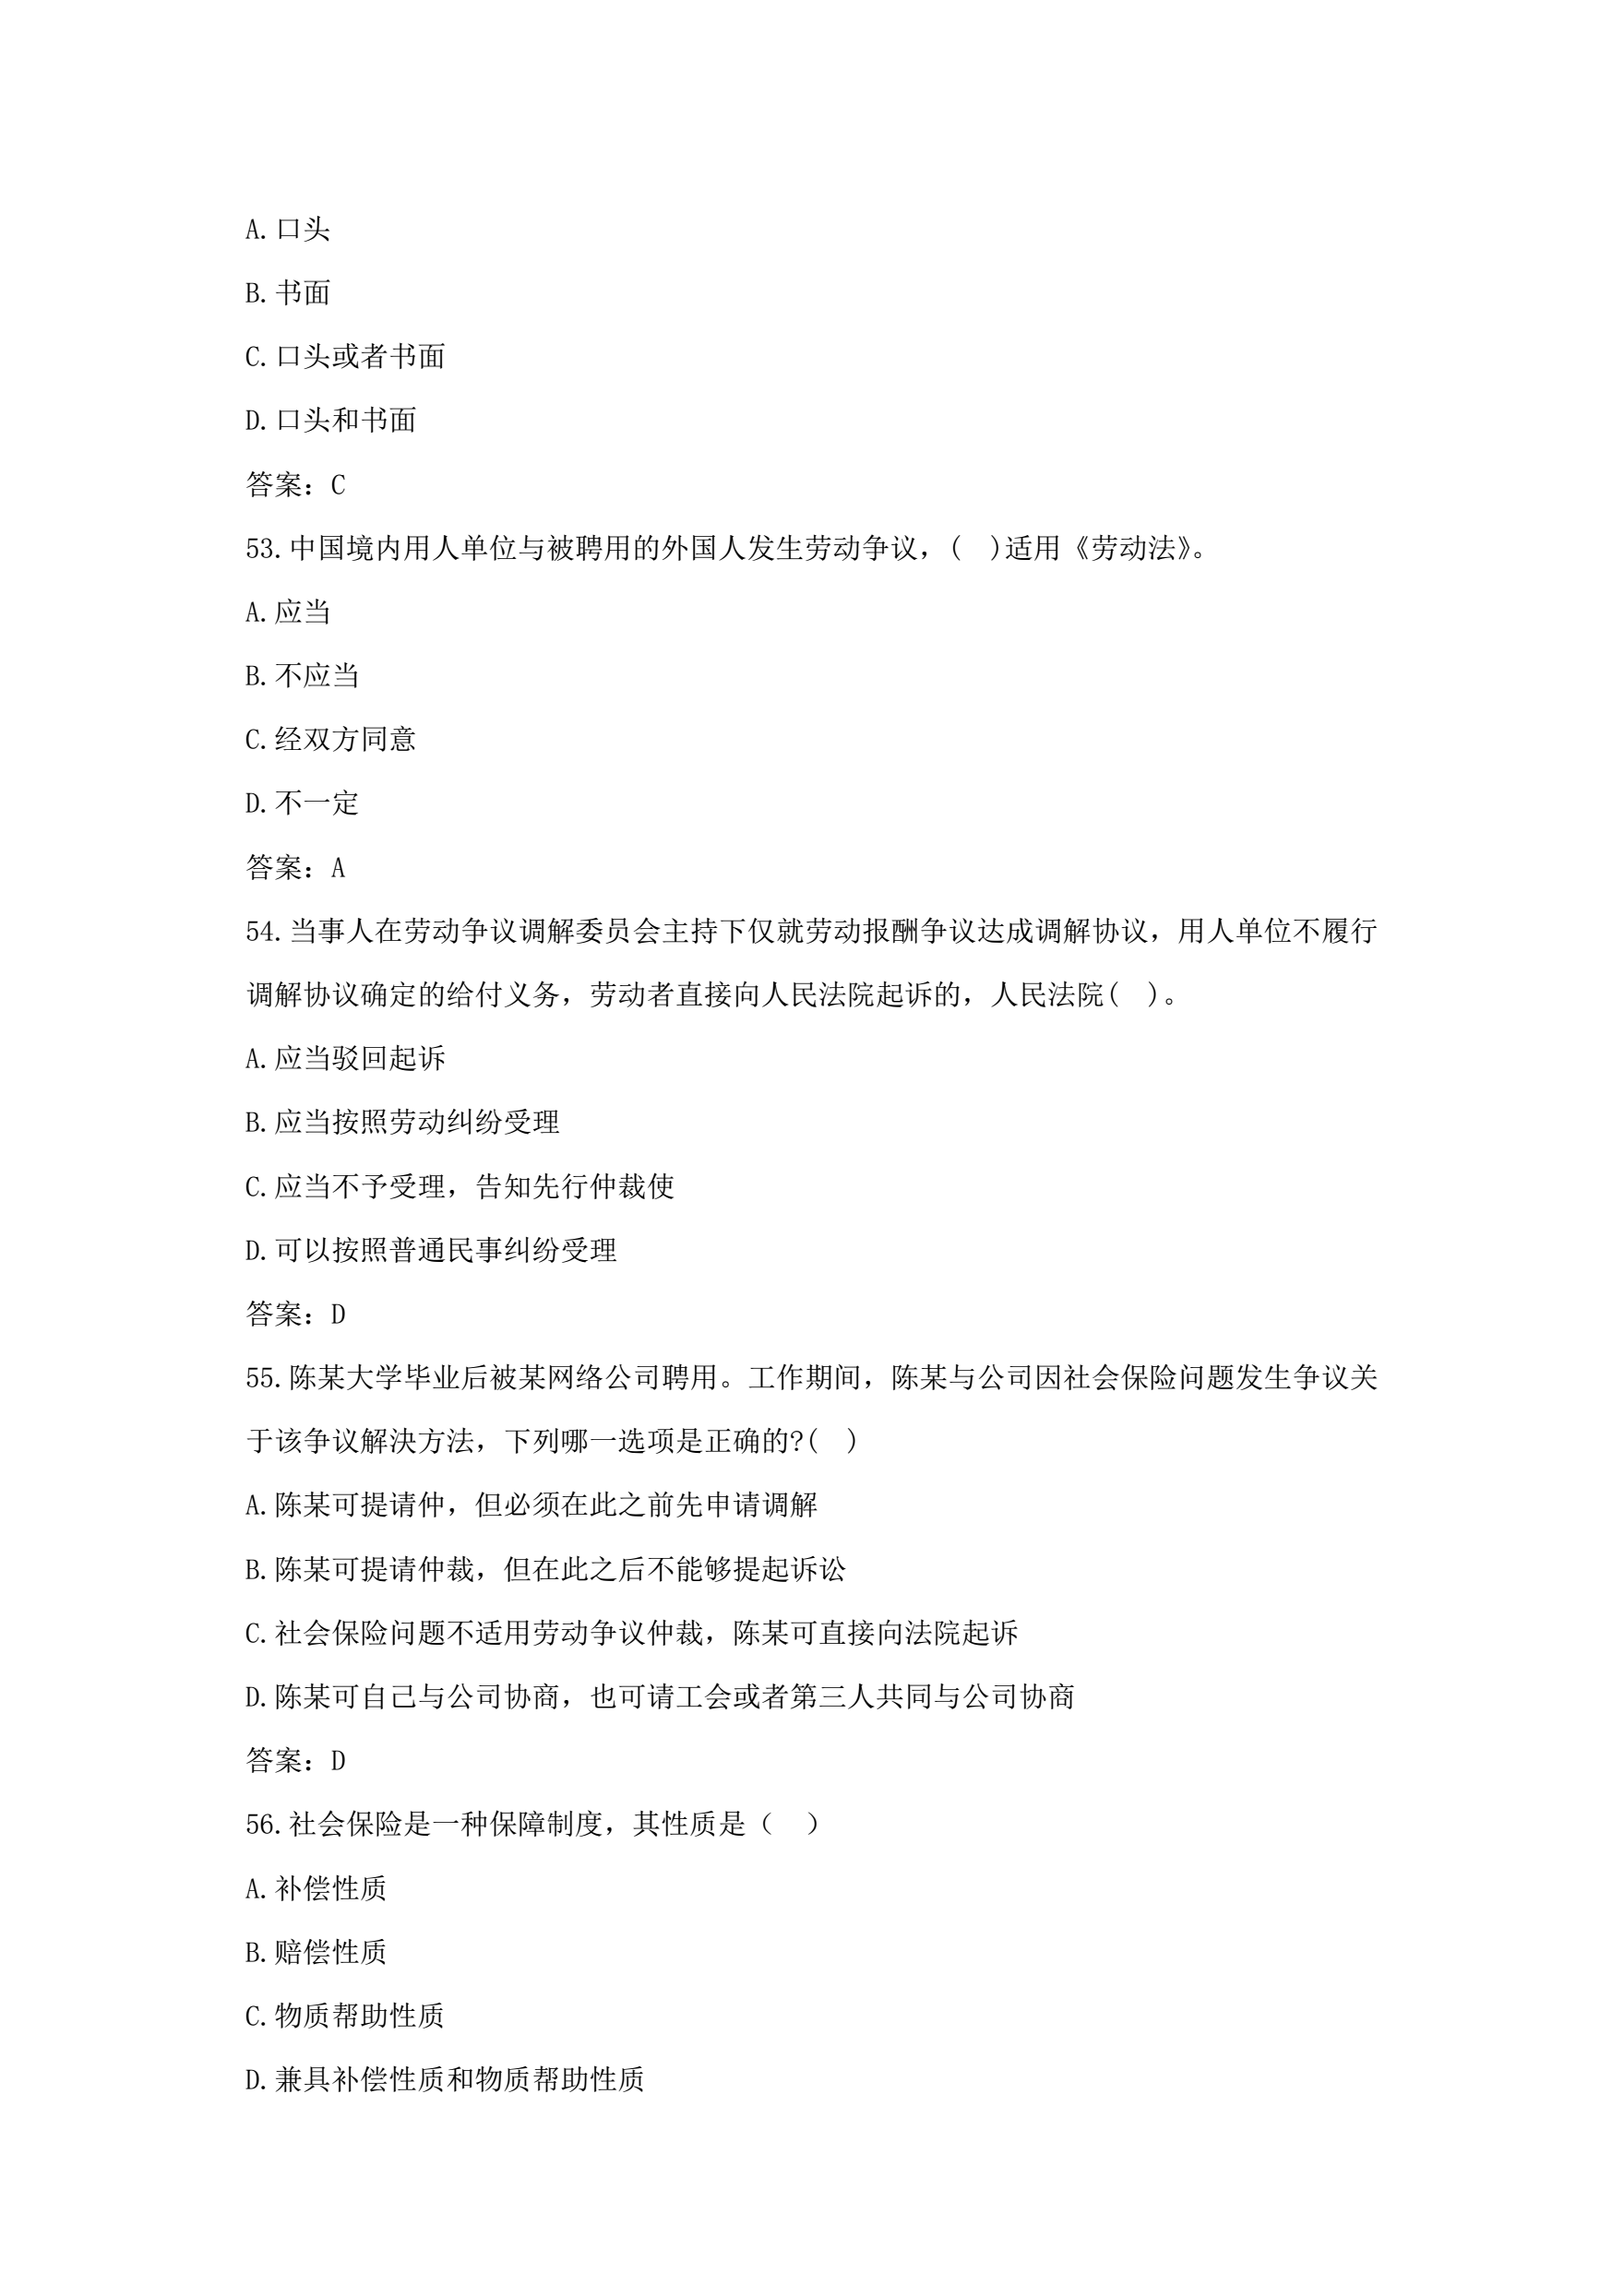 A.口头
B.书面
C.口头或者书面
D.口头和书面
答案：C
53.中国境内用人单位与被聘用的外国人发生劳动争议，(  )适用《劳动法》。
A.应当
B.不应当
C.经双方同意
D.不一定
答案：A
54.当事人在劳动争议调解委员会主持下仅就劳动报酬争议达成调解协议，用人单位不履行
调解协议确定的给付义务，劳动者直接向人民法院起诉的，人民法院(  )。
A.应当驳回起诉
B.应当按照劳动纠纷受理
C.应当不予受理，告知先行仲裁使
D.可以按照普通民事纠纷受理
答案：D
55.陈某大学毕业后被某网络公司聘用。工作期间，陈某与公司因社会保险问题发生争议关
于该争议解决方法，下列哪一选项是正确的?(  )
A.陈某可提请仲，但必须在此之前先申请调解
B.陈某可提请仲裁，但在此之后不能够提起诉讼
C.社会保险问题不适用劳动争议仲裁，陈某可直接向法院起诉
D.陈某可自己与公司协商，也可请工会或者第三人共同与公司协商
答案：D
56.社会保险是一种保障制度，其性质是（  ）
A.补偿性质
B.赔偿性质
C.物质帮助性质
D.兼具补偿性质和物质帮助性质